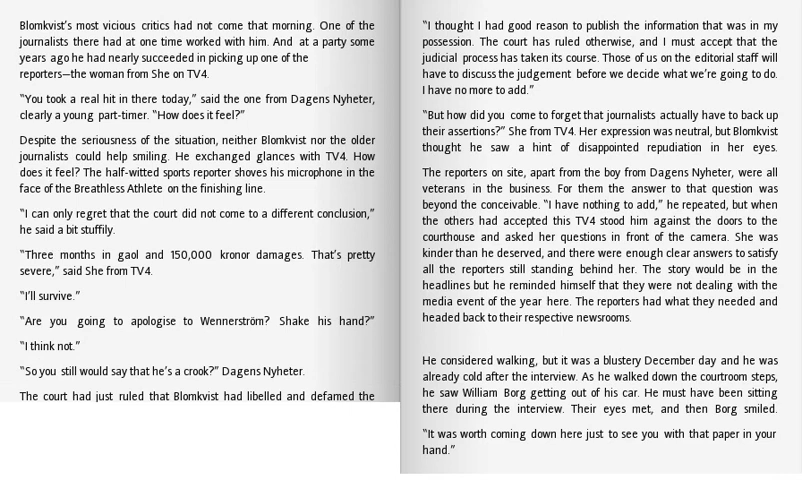 Blomkvist's most vicious critics had not come that morning. One of the
journalists there had at one time worked with him. And at a party some
years ago he had nearly succeeded in picking up one of the
reporters—the woman from She on TV4.
"You took a real hit in there today," said the one from Dagens Nyheter,
clearly a young part-timer. "How does it feel?"
Despite the seriousness of the situation, neither Blomkvist nor the older
journalists could help smiling. He exchanged glances with TV4. How
does it feel? The half-witted sports reporter shoves his microphone in the
face of the Breathless Athlete on the finishing line.
"I can only regret that the court did not come to a different conclusion,"
he said a bit stuffily.
"Three months in gaol and 150,000 kronor damages. That's pretty
severe," said She from TV4.
"I'll survive."
"Are you going to apologise to Wennerström? Shake his hand?"
"I think not."
"So you still would say that he's a crook?" Dagens Nyheter.
The court had just ruled that Blomkvist had libelled and defamed the
"I thought I had good reason to publish the information that was in my
possession. The court has ruled otherwise, and I must accept that the
judicial process has taken its course. Those of us on the editorial staff will
have to discuss the judgement before we decide what we're going to do.
I have no more to add."
"But how did you come to forget that journalists actually have to back up
their assertions?" She from TV4. Her expression was neutral, but Blomkvist
thought he saw a hint of disappointed repudiation in her eyes.
The reporters on site, apart from the boy from Dagens Nyheter, were all
veterans in the business. For them the answer to that question was
beyond the conceivable. "I have nothing to add," he repeated, but when
the others had accepted this TV4 stood him against the doors to the
courthouse and asked her questions in front of the camera. She was
kinder than he deserved, and there were enough clear answers to satisfy
all the reporters still standing behind her. The story would be in the
headlines but he reminded himself that they were not dealing with the
media event of the year here. The reporters had what they needed and
headed back to their respective newsrooms.
He considered walking, but it was a blustery December day and he was
already cold after the interview. As he walked down the courtroom steps,
he saw William Borg getting out of his car. He must have been sitting
there during the interview. Their eyes met, and then Borg smiled.
"It was worth coming down here just to see you with that paper in your
hand."